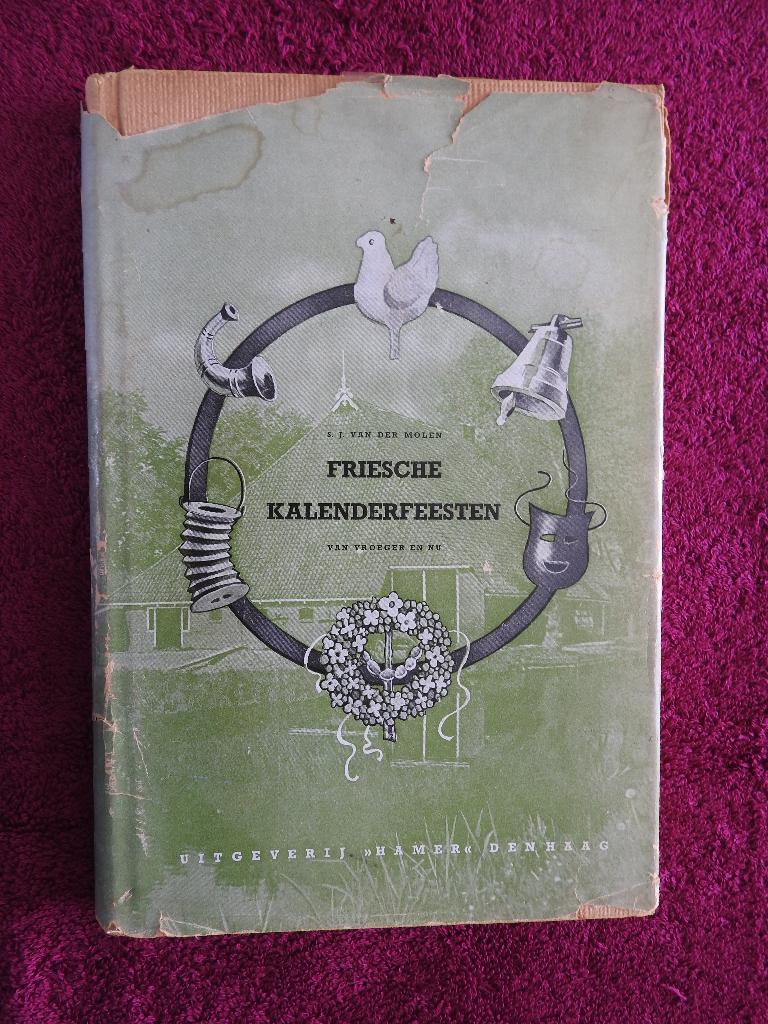 S. J. VAN DER MOLEN
FRIESCHE
KALENDERFEESTEN
VAN VROEGER EN NU
UITGEVERIJ »HAMER« DEN HAAG